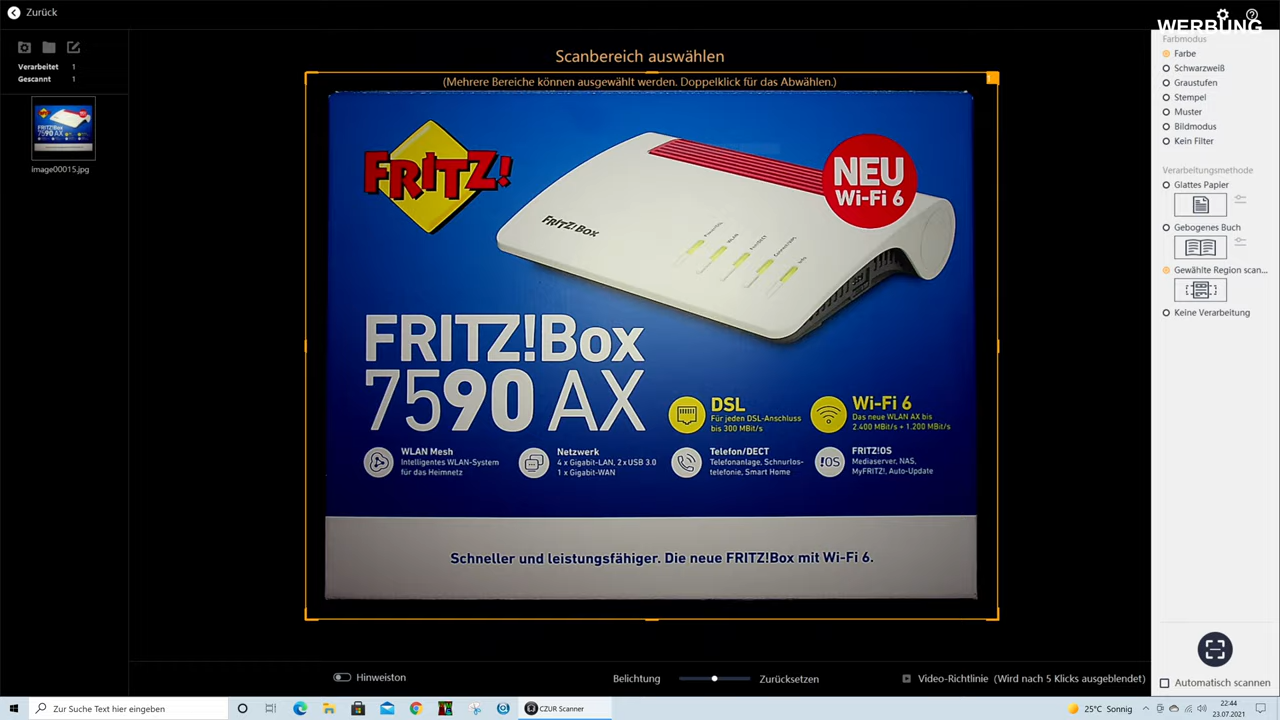 Zurück
WERBUNG
Verarbeitet 1
Gescannt 1
Image00015.jpg
Scanbereich auswählen
(Mehrere Bereiche können ausgewählt werden. Doppelklick für das Abwählen.)
FRITZ!
NEU
Wi-Fi 6
FRITZ!Box
FRITZ!Box
7590 AX
DSL
Für jeden DSL-Anschluss
bis 300 MBit/s
Wi-Fi 6
Das neue WLAN AX bis
2.400 MBit/s + 1.200 MBit/s
WLAN Mesh
Intelligentes WLAN-System
für das Heimnetz
Netzwerk
4 x Gigabit-LAN, 2 x USB 3.0
1 x Gigabit-WAN
Telefon/DECT
Telefonanlage, Schnurlos-
telefonie, Smart Home
!OS
FRITZ!OS
Mediaserver, NAS,
MyFRITZ!, Auto-Update
Schneller und leistungsfähiger. Die neue FRITZ!Box mit Wi-Fi 6.
Farbmodus
Farbe
Schwarzweiß
Graustufen
Stempel
Muster
Bildmodus
Kein Filter
Verarbeitungsmethode
Glattes Papier
Gebogenes Buch
Gewählte Region scan...
Keine Verarbeitung
Hinweiston
Belichtung
Zurücksetzen
Video-Richtlinie (Wird nach 5 Klicks ausgeblendet)
Automatisch scannen
Zur Suche Text hier eingeben
CZUR Scanner
25°C Sonnig
22:44
23.07.2021